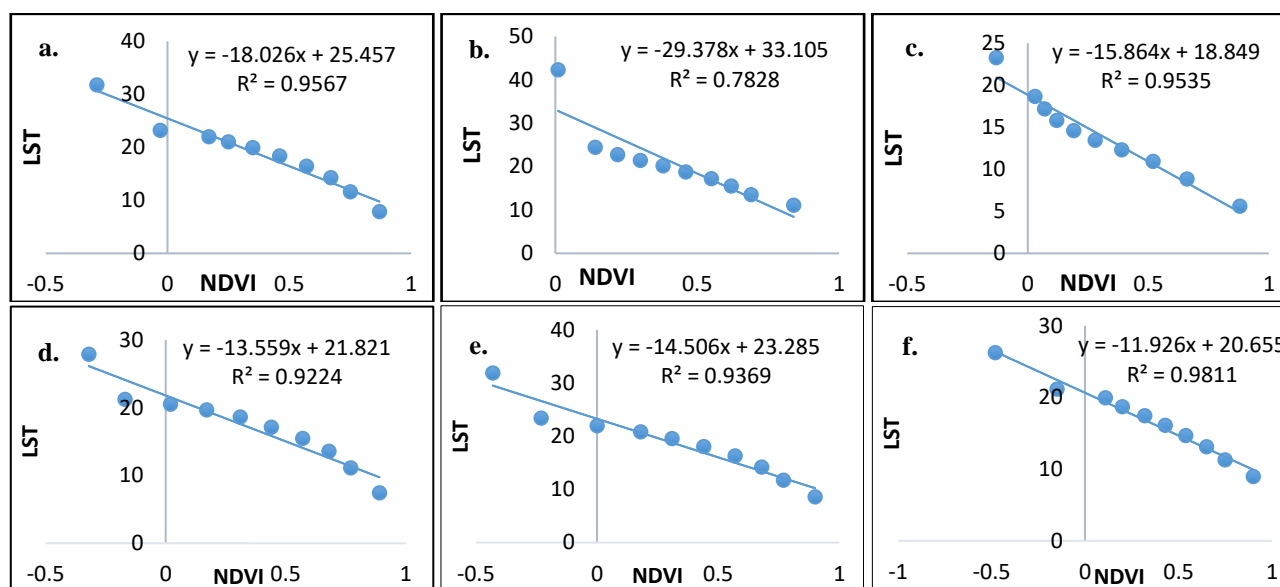 a.
y = -18.026x + 25.457
R² = 0.9567
40
30
20
10
0
LST
-0.5
0
0.5
1
NDVI
b.
y = -29.378x + 33.105
R² = 0.7828
50
40
30
20
10
0
LST
0
0.5
1
NDVI
c.
y = -15.864x + 18.849
R² = 0.9535
25
20
15
10
5
0
LST
-0.5
0
0.5
1
NDVI
d.
y = -13.559x + 21.821
R² = 0.9224
30
20
10
0
LST
-0.5
0
0.5
1
NDVI
e.
y = -14.506x + 23.285
R² = 0.9369
40
30
20
10
0
LST
-0.5
0
0.5
1
NDVI
f.
y = -11.926x + 20.655
R² = 0.9811
30
20
10
0
LST
-1
-0.5
0
0.5
1
NDVI